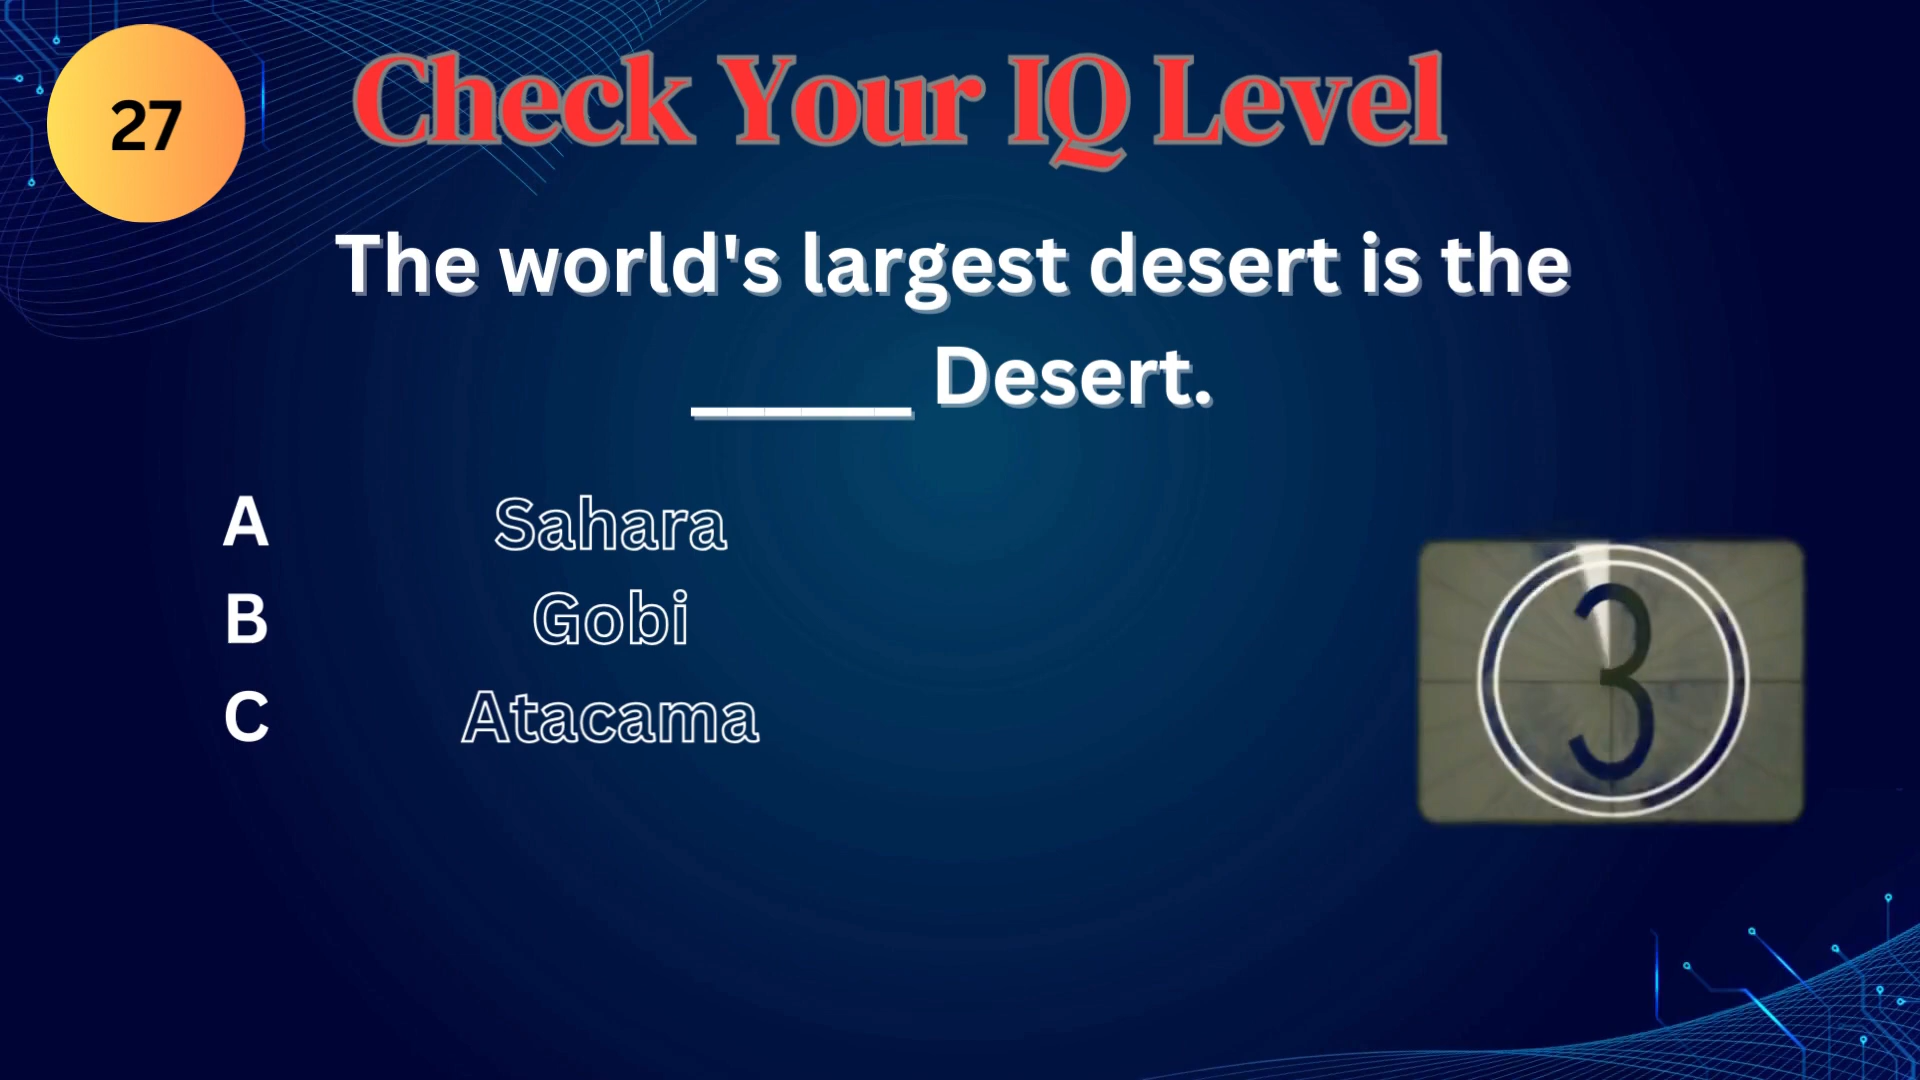 27
Check Your IQ Level
The world's largest desert is the
______ Desert.
A Sahara
B Gobi
C Atacama
3